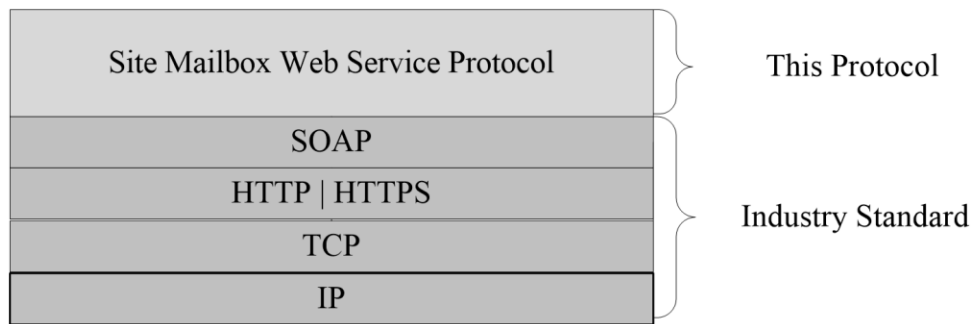 Site Mailbox Web Service Protocol
This Protocol
SOAP
HTTP | HTTPS
TCP
IP
Industry Standard